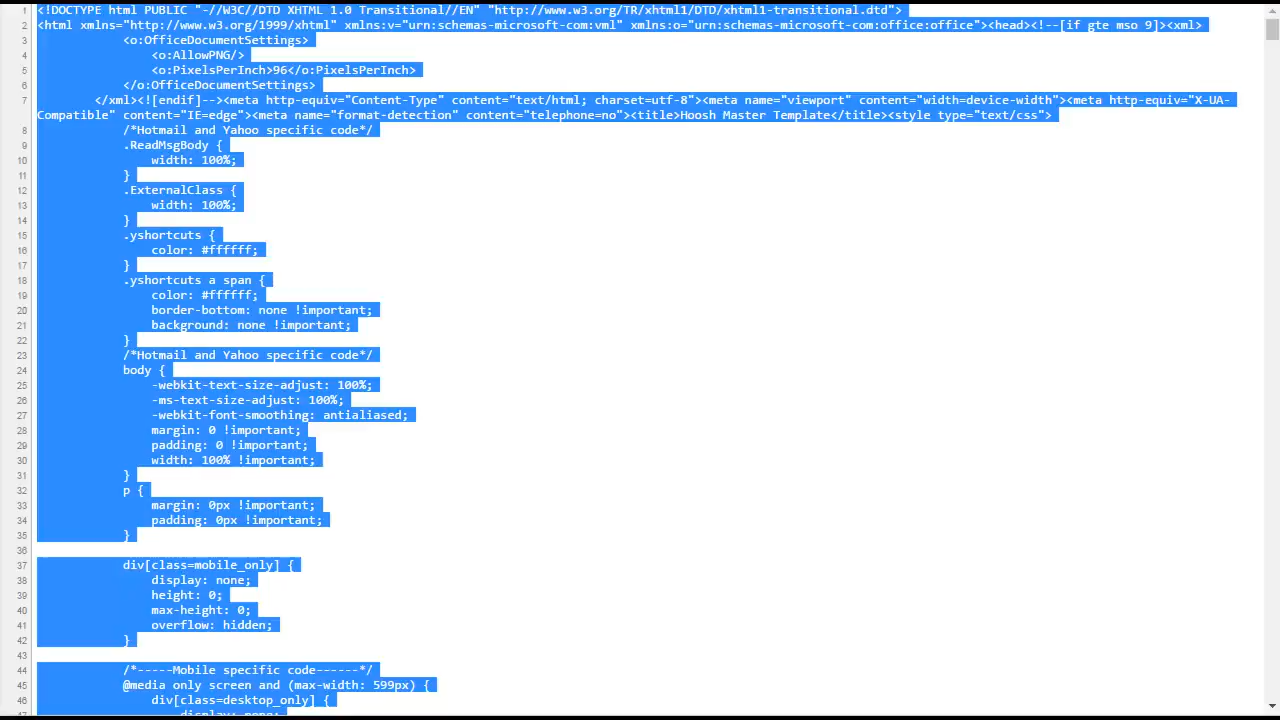 1 <!DOCTYPE html PUBLIC "-//W3C//DTD XHTML 1.0 Transitional//EN" "http://www.w3.org/TR/xhtml1/DTD/xhtml1-transitional.dtd">
2 <html xmlns="http://www.w3.org/1999/xhtml" xmlns:v="urn:schemas-microsoft-com:vml" xmlns:o="urn:schemas-microsoft-com:office:office"><head><!--[if gte mso 9]><xml>
3 <o:OfficeDocumentSettings>
4 <o:AllowPNG/>
5 <o:PixelsPerInch>96</o:PixelsPerInch>
6 </o:OfficeDocumentSettings>
7 </xml><![endif]--><meta http-equiv="Content-Type" content="text/html; charset=utf-8"><meta name="viewport" content="width=device-width"><meta http-equiv="X-UA-
Compatible" content="IE=edge"><meta name="format-detection" content="telephone=no"><title>Hoosh Master Template</title><style type="text/css">
8 /*Hotmail and Yahoo specific code*/
9 .ReadMsgBody {
10 width: 100%;
11 }
12 .ExternalClass {
13 width: 100%;
14 }
15 .yshortcuts {
16 color: #ffffff;
17 }
18 .yshortcuts a span {
19 color: #ffffff;
20 border-bottom: none !important;
21 background: none !important;
22 }
23 /*Hotmail and Yahoo specific code*/
24 body {
25 -webkit-text-size-adjust: 100%;
26 -ms-text-size-adjust: 100%;
27 -webkit-font-smoothing: antialiased;
28 margin: 0 !important;
29 padding: 0 !important;
30 width: 100% !important;
31 }
32 p {
33 margin: 0px !important;
34 padding: 0px !important;
35 }
36
37 div[class=mobile_only] {
38 display: none;
39 height: 0;
40 max-height: 0;
41 overflow: hidden;
42 }
43
44 /*-----Mobile specific code------*/
45 @media only screen and (max-width: 599px) {
46 div[class=desktop_only] {
47 display: none;